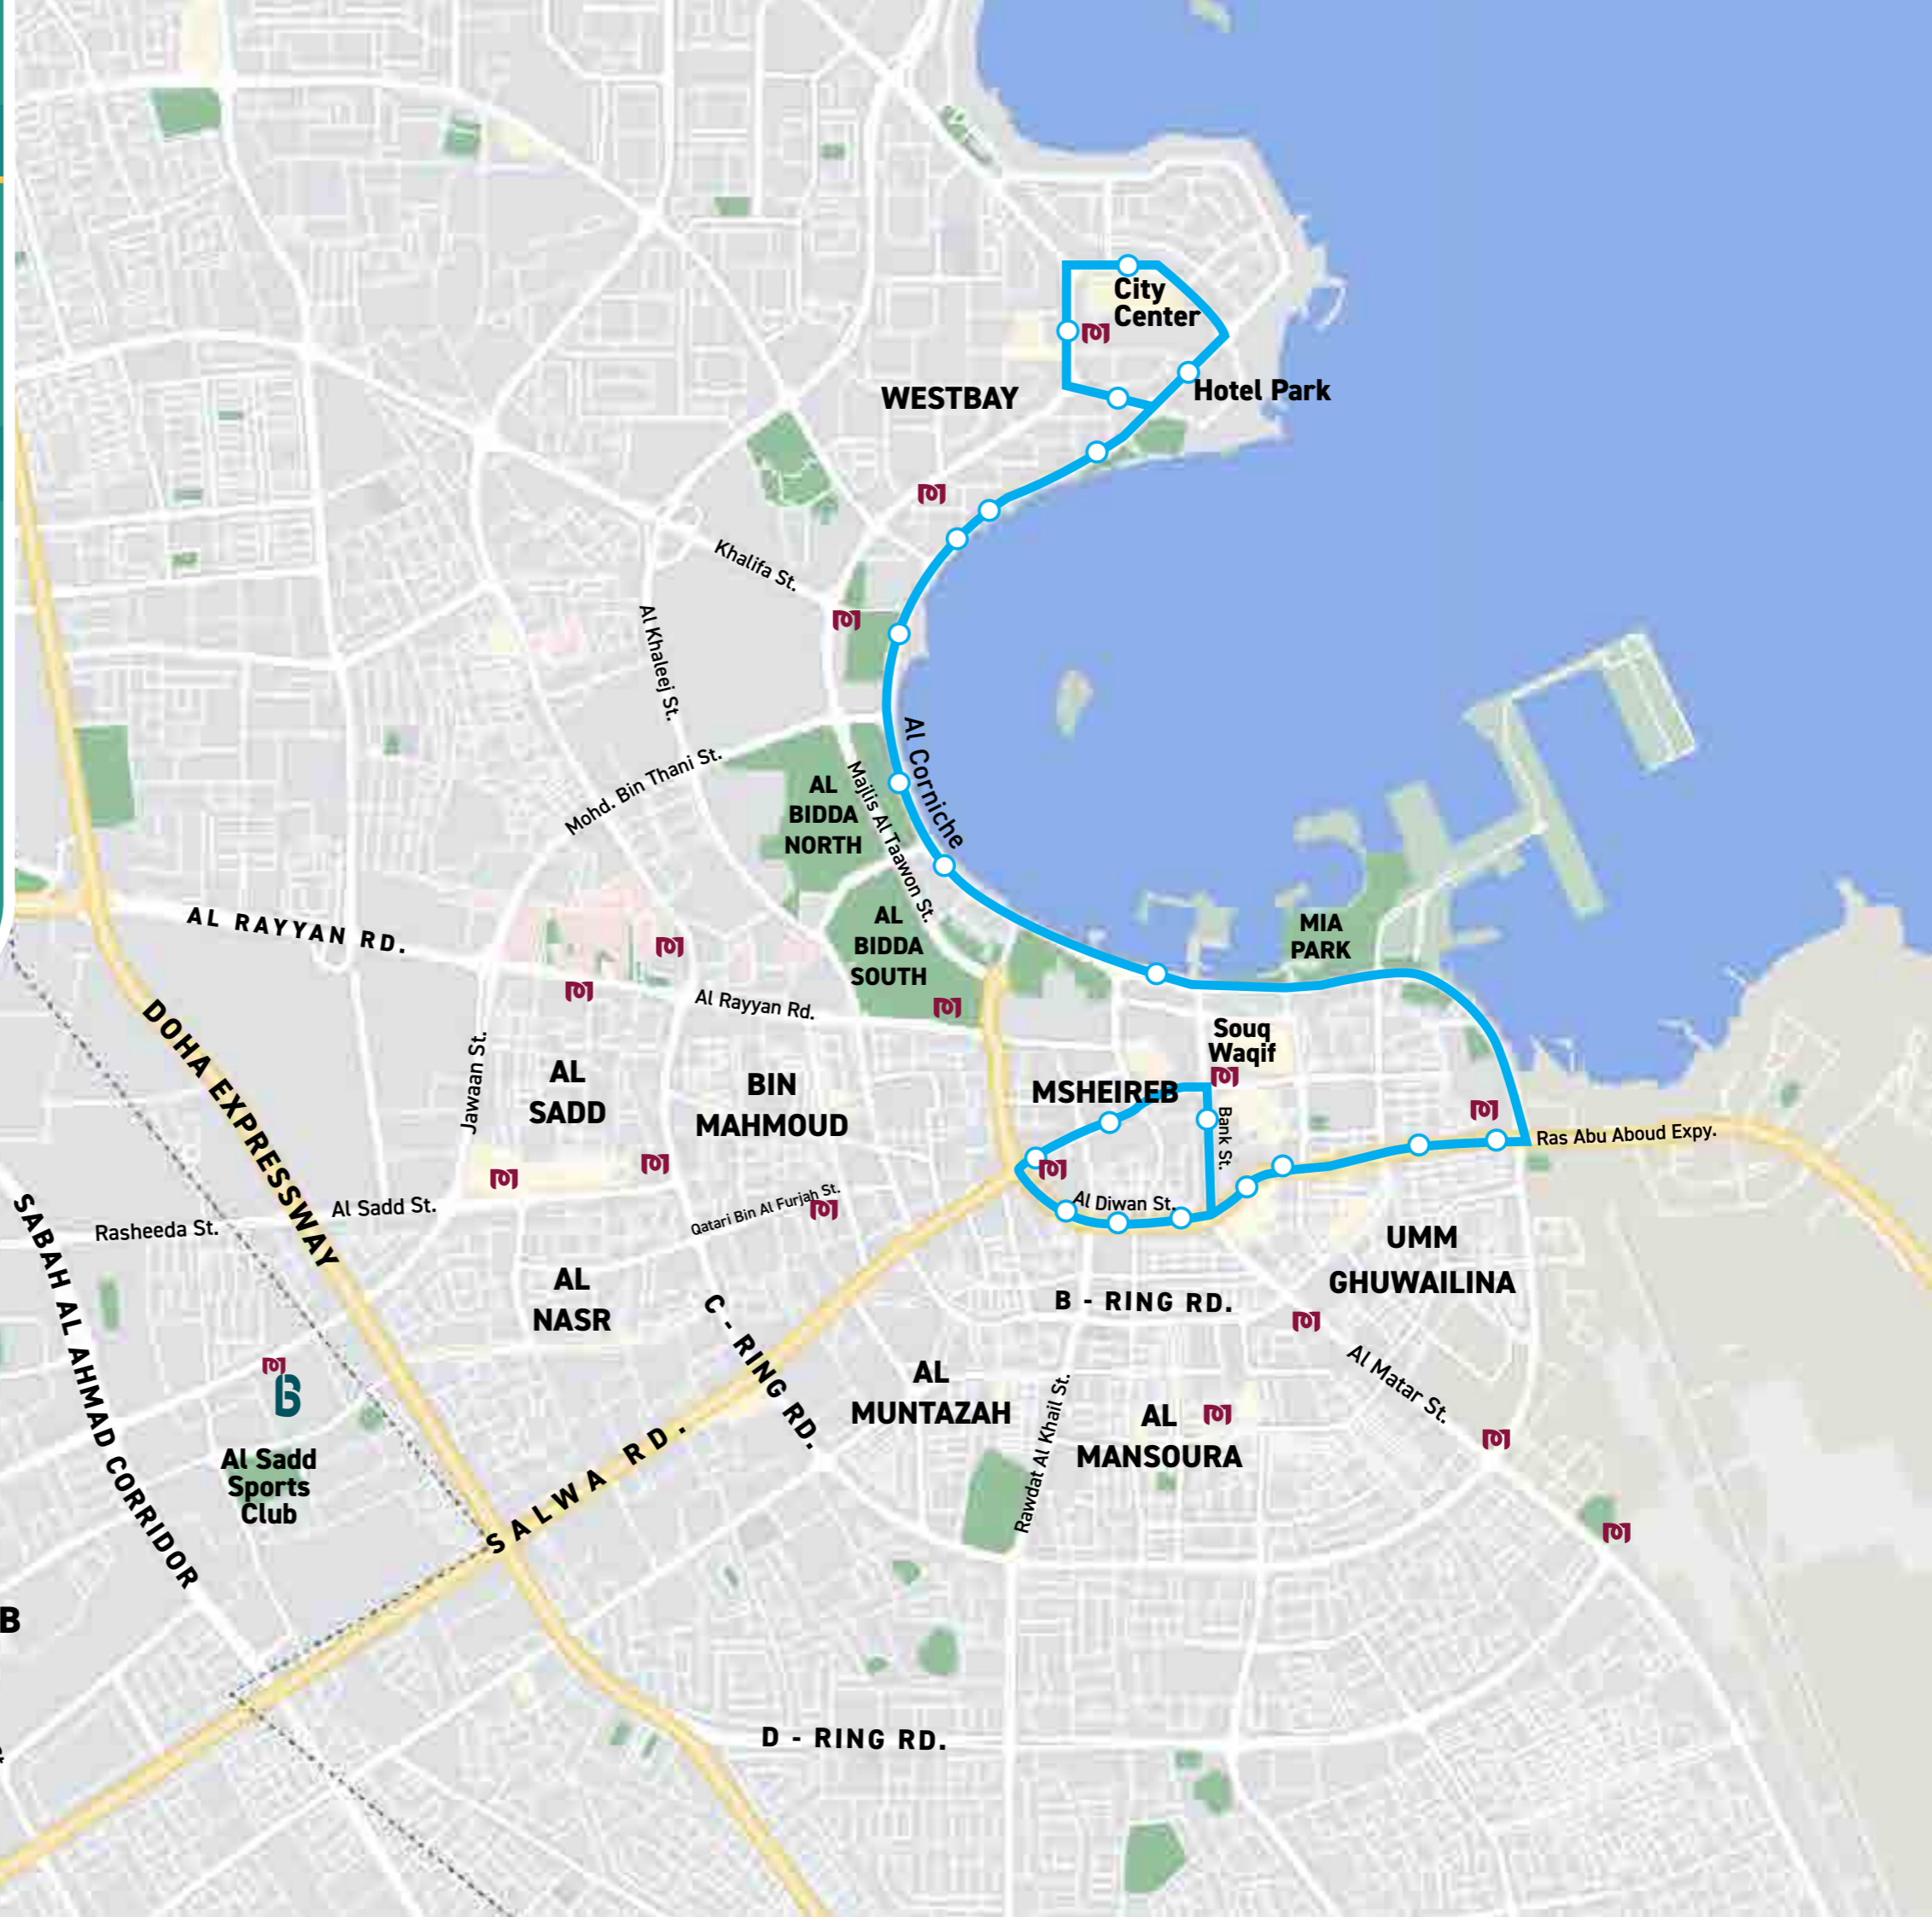 City
Center
Hotel Park
WESTBAY
Khalifa St.
Al Khaleej St.
Al Corniche
Mohd. Bin Thani St.
Majlis Al Taawon St.
AL
BIDDA
NORTH
AL
BIDDA
SOUTH
MIA
PARK
AL RAYYAN RD.
Al Rayyan Rd.
DOHA EXPRESSWAY
Jawaan St.
AL
SADD
BIN
MAHMOUD
Souq
Waqif
MSHEIREB
Bank St.
Ras Abu Aboud Expy.
Al Diwan St.
Al Sadd St.
Rasheeda St.
Qatari Bin Al Furjah St.
SABAH AL AHMAD CORRIDOR
UMM
GHUWAILINA
AL
NASR
C - RING RD.
B - RING RD.
Al Matar St.
AL
MUNTAZAH
Rawdat Al Khail St.
AL
MANSOURA
Al Sadd
Sports
Club
SALWA RD.
B
D - RING RD.